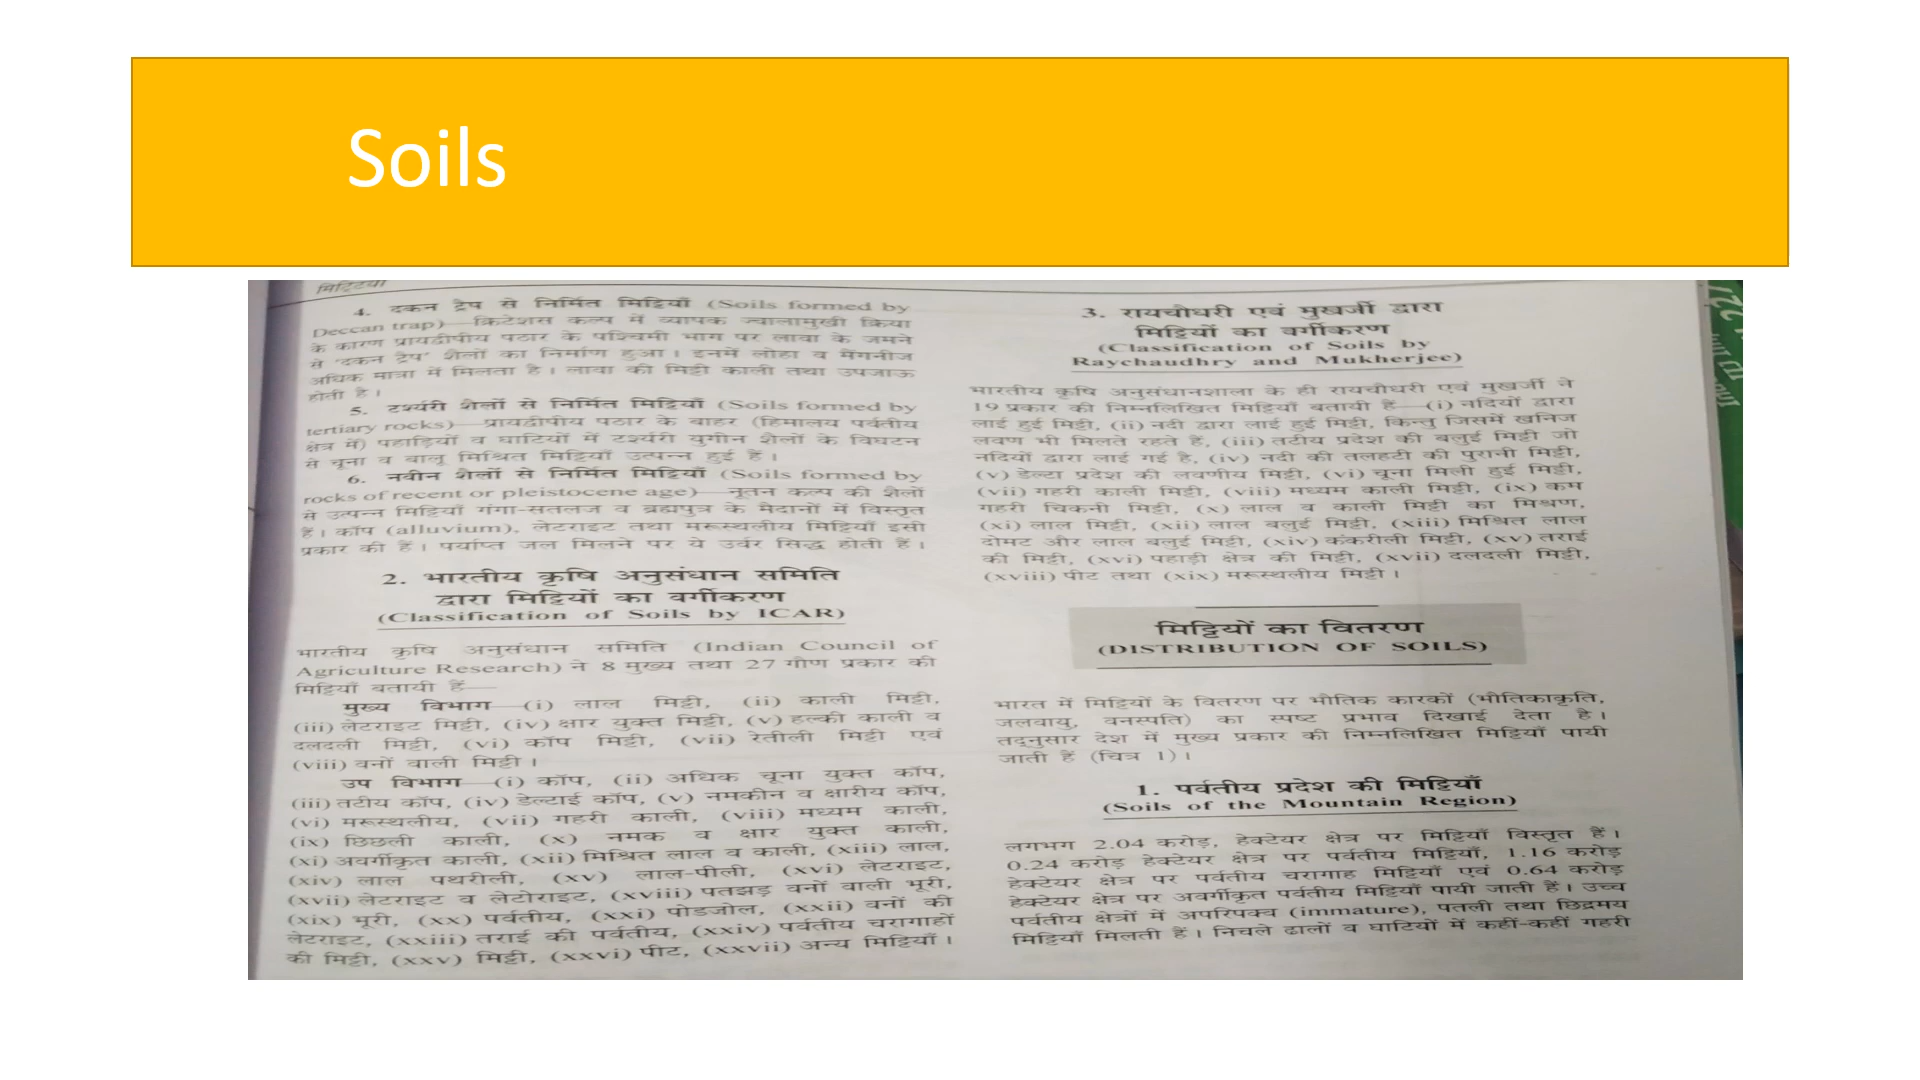 Soils
मिट्टियाँ
4. दकन ट्रैप से निर्मित मिट्टियाँ (Soils formed by
Deccan trap)—क्रिटेशस कल्प में व्यापक ज्वालामुखी क्रिया
के कारण प्रायद्वीपीय पठार के पश्चिमी भाग पर लावा के जमने
से 'दकन ट्रैप' शैलों का निर्माण हुआ। इनमें लोहा व मैंगनीज
अधिक मात्रा में मिलता है। लावा की मिट्टी काली तथा उपजाऊ
होती है।
5. टर्श्यरी शैलों से निर्मित मिट्टियाँ (Soils formed by
tertiary rocks)—प्रायद्वीपीय पठार के बाहर (हिमालय पर्वतीय
क्षेत्र में) पहाड़ियों व घाटियों में टर्श्यरी युगीन शैलों के विघटन
से चूना व बालू मिश्रित मिट्टियाँ उत्पन्न हुई हैं।
6. नवीन शैलों से निर्मित मिट्टियाँ (Soils formed by
rocks of recent or pleistocene age)—नूतन कल्प की शैलों
से उत्पन्न मिट्टियाँ गंगा-सतलज व ब्रह्मपुत्र के मैदानों में विस्तृत
हैं। काँप (alluvium), लेटराइट तथा मरूस्थलीय मिट्टियाँ इसी
प्रकार की हैं। पर्याप्त जल मिलने पर ये उर्वर सिद्ध होती हैं।
2. भारतीय कृषि अनुसंधान समिति
द्वारा मिट्टियों का वर्गीकरण
(Classification of Soils by ICAR)
भारतीय कृषि अनुसंधान समिति (Indian Council of
Agriculture Research) ने 8 मुख्य तथा 27 गौण प्रकार की
मिट्टियाँ बतायी हैं—
मुख्य विभाग—(i) लाल मिट्टी, (ii) काली मिट्टी,
(iii) लेटराइट मिट्टी, (iv) क्षार युक्त मिट्टी, (v) हल्की काली व
दलदली मिट्टी, (vi) काँप मिट्टी, (vii) रेतीली मिट्टी एवं
(viii) वनों वाली मिट्टी।
उप विभाग—(i) काँप, (ii) अधिक चूना युक्त काँप,
(iii) तटीय काँप, (iv) डेल्टाई काँप, (v) नमकीन व क्षारीय काँप,
(vi) मरूस्थलीय, (vii) गहरी काली, (viii) मध्यम काली,
(ix) छिछली काली, (x) नमक व क्षार युक्त काली,
(xi) अवर्गीकृत काली, (xii) मिश्रित लाल व काली, (xiii) लाल,
(xiv) लाल पथरीली, (xv) लाल-पीली, (xvi) लेटराइट,
(xvii) लेटराइट व लेटोराइट, (xviii) पतझड़ वनों वाली भूरी,
(xix) भूरी, (xx) पर्वतीय, (xxi) पोडजोल, (xxii) वनों की
लेटराइट, (xxiii) तराई की पर्वतीय, (xxiv) पर्वतीय चरागाहों
की मिट्टी, (xxv) मिट्टी, (xxvi) पीट, (xxvii) अन्य मिट्टियाँ।
3. रायचौधरी एवं मुखर्जी द्वारा
मिट्टियों का वर्गीकरण
(Classification of Soils by
Raychaudhry and Mukherjee)
भारतीय कृषि अनुसंधानशाला के ही रायचौधरी एवं मुखर्जी ने
19 प्रकार की निम्नलिखित मिट्टियाँ बतायी हैं—(i) नदियों द्वारा
लाई हुई मिट्टी, (ii) नदी द्वारा लाई हुई मिट्टी, किन्तु जिसमें खनिज
लवण भी मिलते रहते हैं, (iii) तटीय प्रदेश की बलुई मिट्टी जो
नदियों द्वारा लाई गई है, (iv) नदी की तलहटी की पुरानी मिट्टी,
(v) डेल्टा प्रदेश की लवणीय मिट्टी, (vi) चूना मिली हुई मिट्टी,
(vii) गहरी काली मिट्टी, (viii) मध्यम काली मिट्टी, (ix) कम
गहरी चिकनी मिट्टी, (x) लाल व काली मिट्टी का मिश्रण,
(xi) लाल मिट्टी, (xii) लाल बलुई मिट्टी, (xiii) मिश्रित लाल
दोमट और लाल बलुई मिट्टी, (xiv) कंकरीली मिट्टी, (xv) तराई
की मिट्टी, (xvi) पहाड़ी क्षेत्र की मिट्टी, (xvii) दलदली मिट्टी,
(xviii) पीट तथा (xix) मरूस्थलीय मिट्टी।
मिट्टियों का वितरण
(DISTRIBUTION OF SOILS)
भारत में मिट्टियों के वितरण पर भौतिक कारकों (भौतिकाकृति,
जलवायु, वनस्पति) का स्पष्ट प्रभाव दिखाई देता है।
तद्नुसार देश में मुख्य प्रकार की निम्नलिखित मिट्टियाँ पायी
जाती हैं (चित्र 1)।
1. पर्वतीय प्रदेश की मिट्टियाँ
(Soils of the Mountain Region)
लगभग 2.04 करोड़, हेक्टेयर क्षेत्र पर मिट्टियाँ विस्तृत हैं।
0.24 करोड़ हेक्टेयर क्षेत्र पर पर्वतीय मिट्टियाँ, 1.16 करोड़
हेक्टेयर क्षेत्र पर पर्वतीय चरागाह मिट्टियाँ एवं 0.64 करोड़
हेक्टेयर क्षेत्र पर अवर्गीकृत पर्वतीय मिट्टियाँ पायी जाती हैं। उच्च
पर्वतीय क्षेत्रों में अपरिपक्व (immature), पतली तथा छिद्रमय
मिट्टियाँ मिलती हैं। निचले ढालों व घाटियों में कहीं-कहीं गहरी